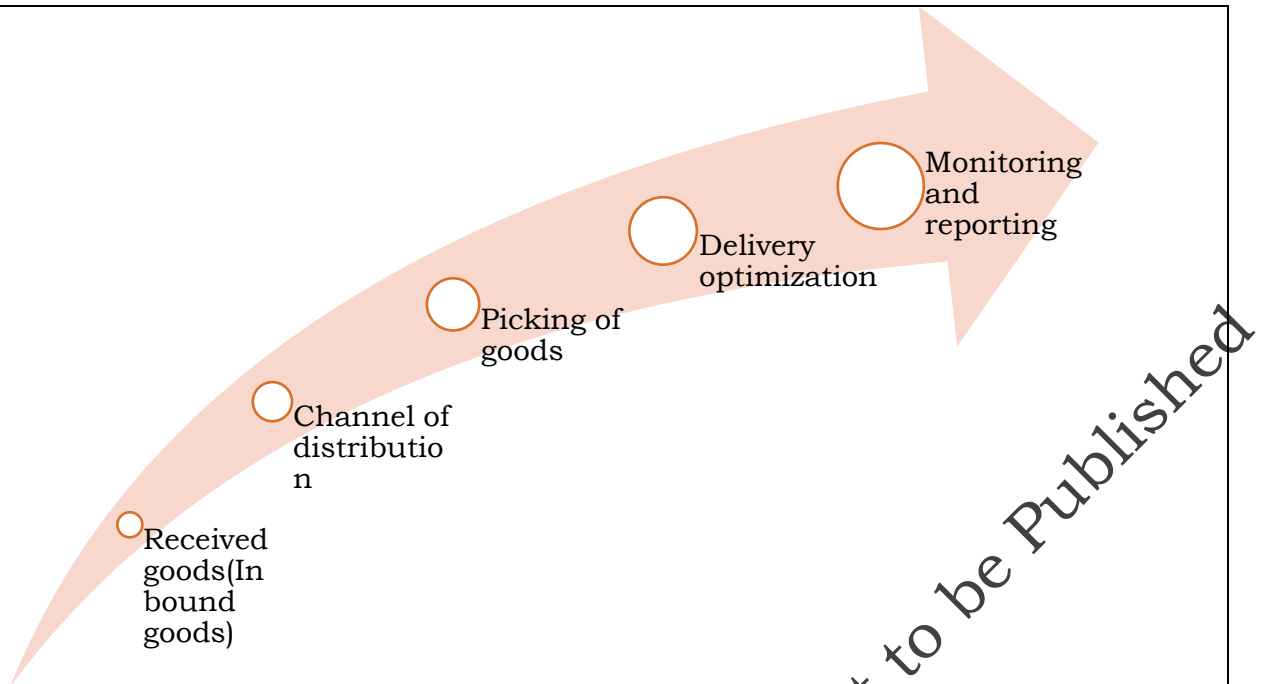 Monitoring
and
reporting
Delivery
optimization
Picking of
goods
Channel of
distributio
n
Received
goods(In
bound
goods)
to be Published